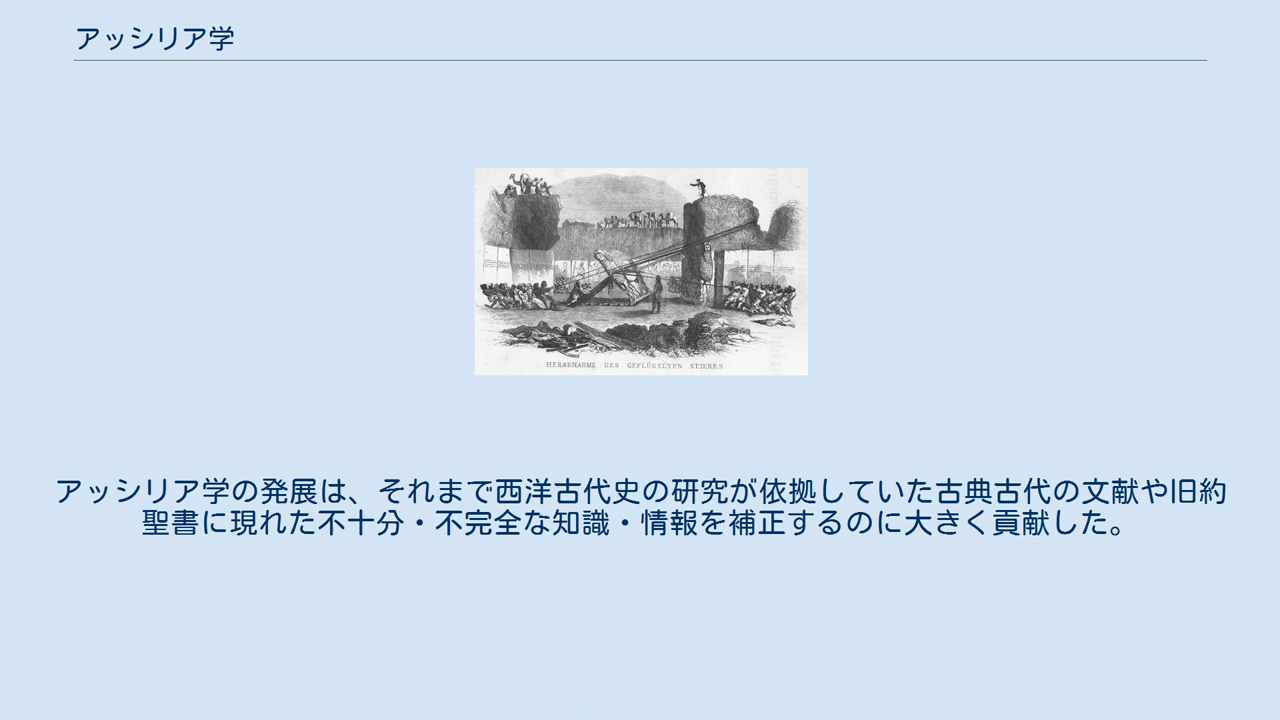 アッシリア学
HERABNAHME DES GEFLÜGELTEN STIERES
アッシリア学の発展は、それまで西洋古代史の研究が依拠していた古典古代の文献や旧約
聖書に現れた不十分・不完全な知識・情報を補正するのに大きく貢献した。